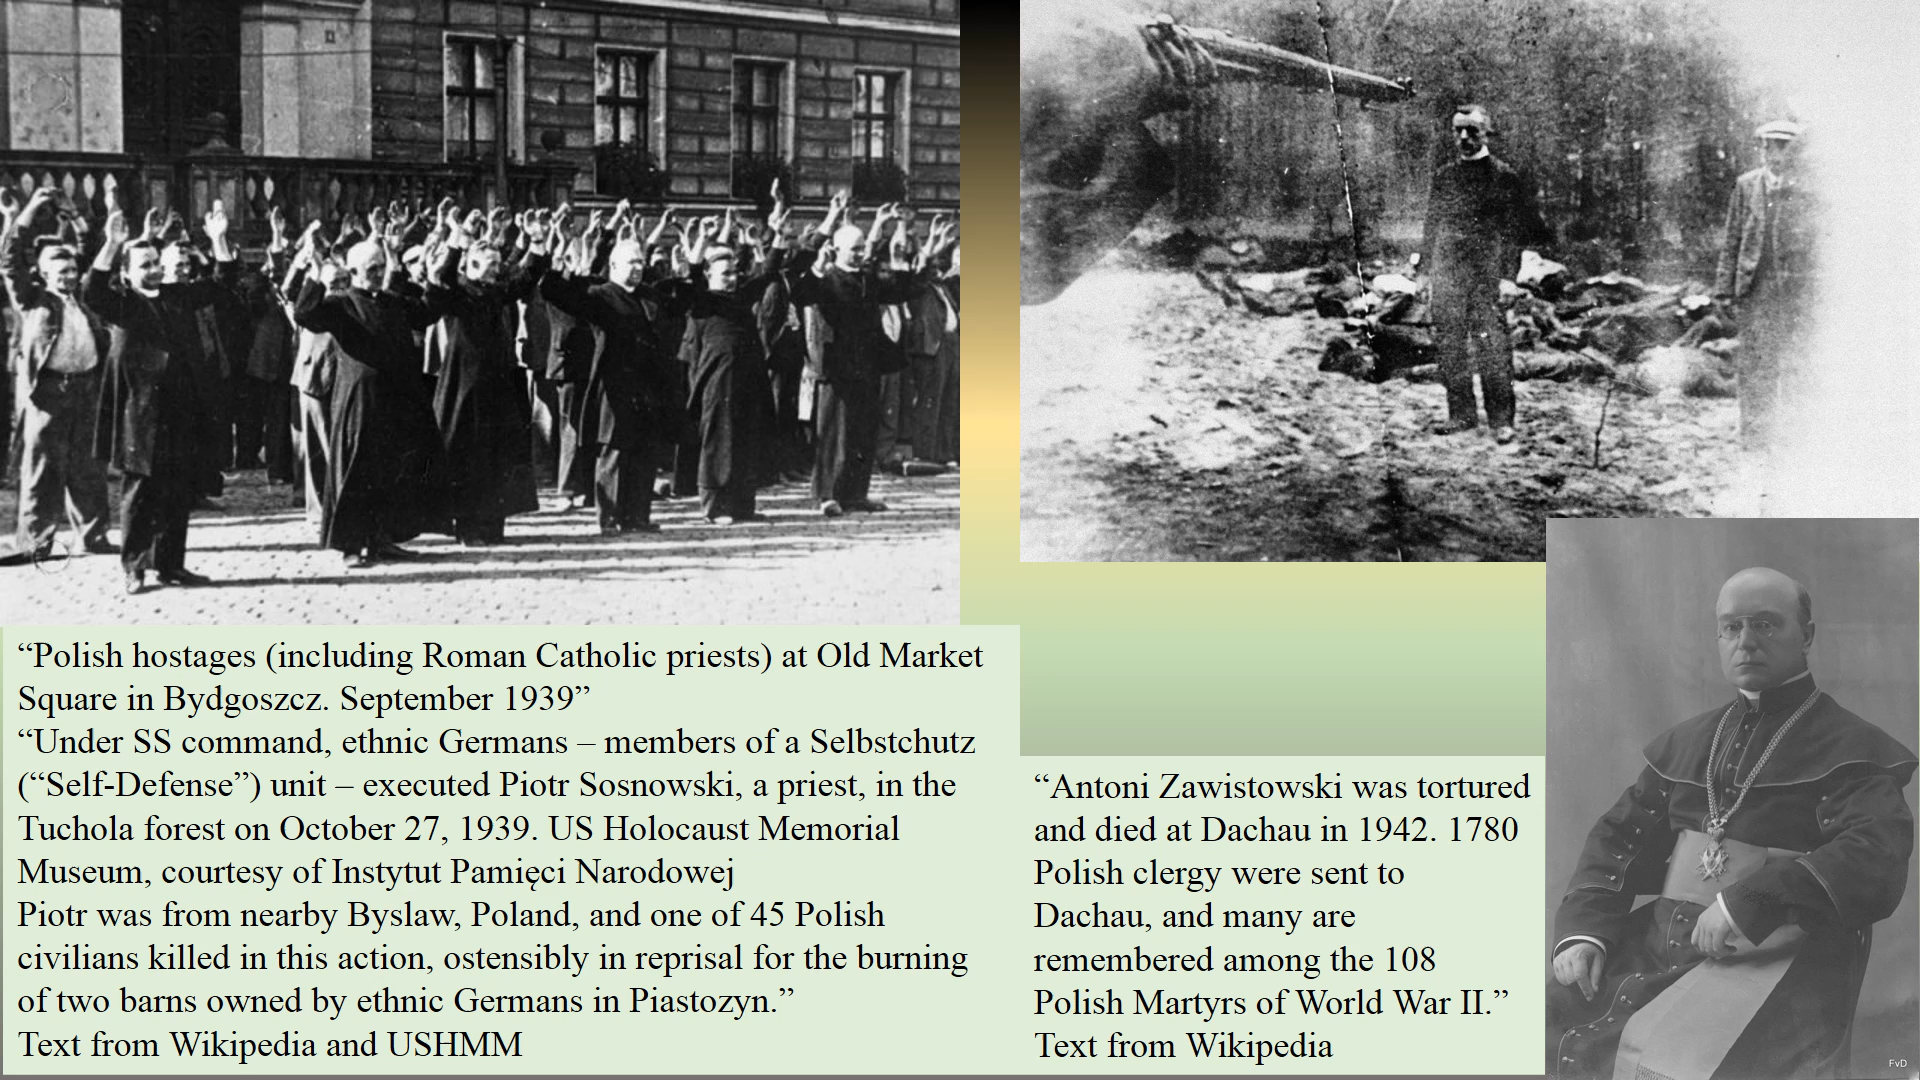 “Polish hostages (including Roman Catholic priests) at Old Market
Square in Bydgoszcz. September 1939”
“Under SS command, ethnic Germans – members of a Selbstchutz
(“Self-Defense”) unit – executed Piotr Sosnowski, a priest, in the
Tuchola forest on October 27, 1939. US Holocaust Memorial
Museum, courtesy of Instytut Pamięci Narodowej
Piotr was from nearby Byslaw, Poland, and one of 45 Polish
civilians killed in this action, ostensibly in reprisal for the burning
of two barns owned by ethnic Germans in Piastozyn.”
Text from Wikipedia and USHMM
“Antoni Zawistowski was tortured
and died at Dachau in 1942. 1780
Polish clergy were sent to
Dachau, and many are
remembered among the 108
Polish Martyrs of World War II.”
Text from Wikipedia
FvD